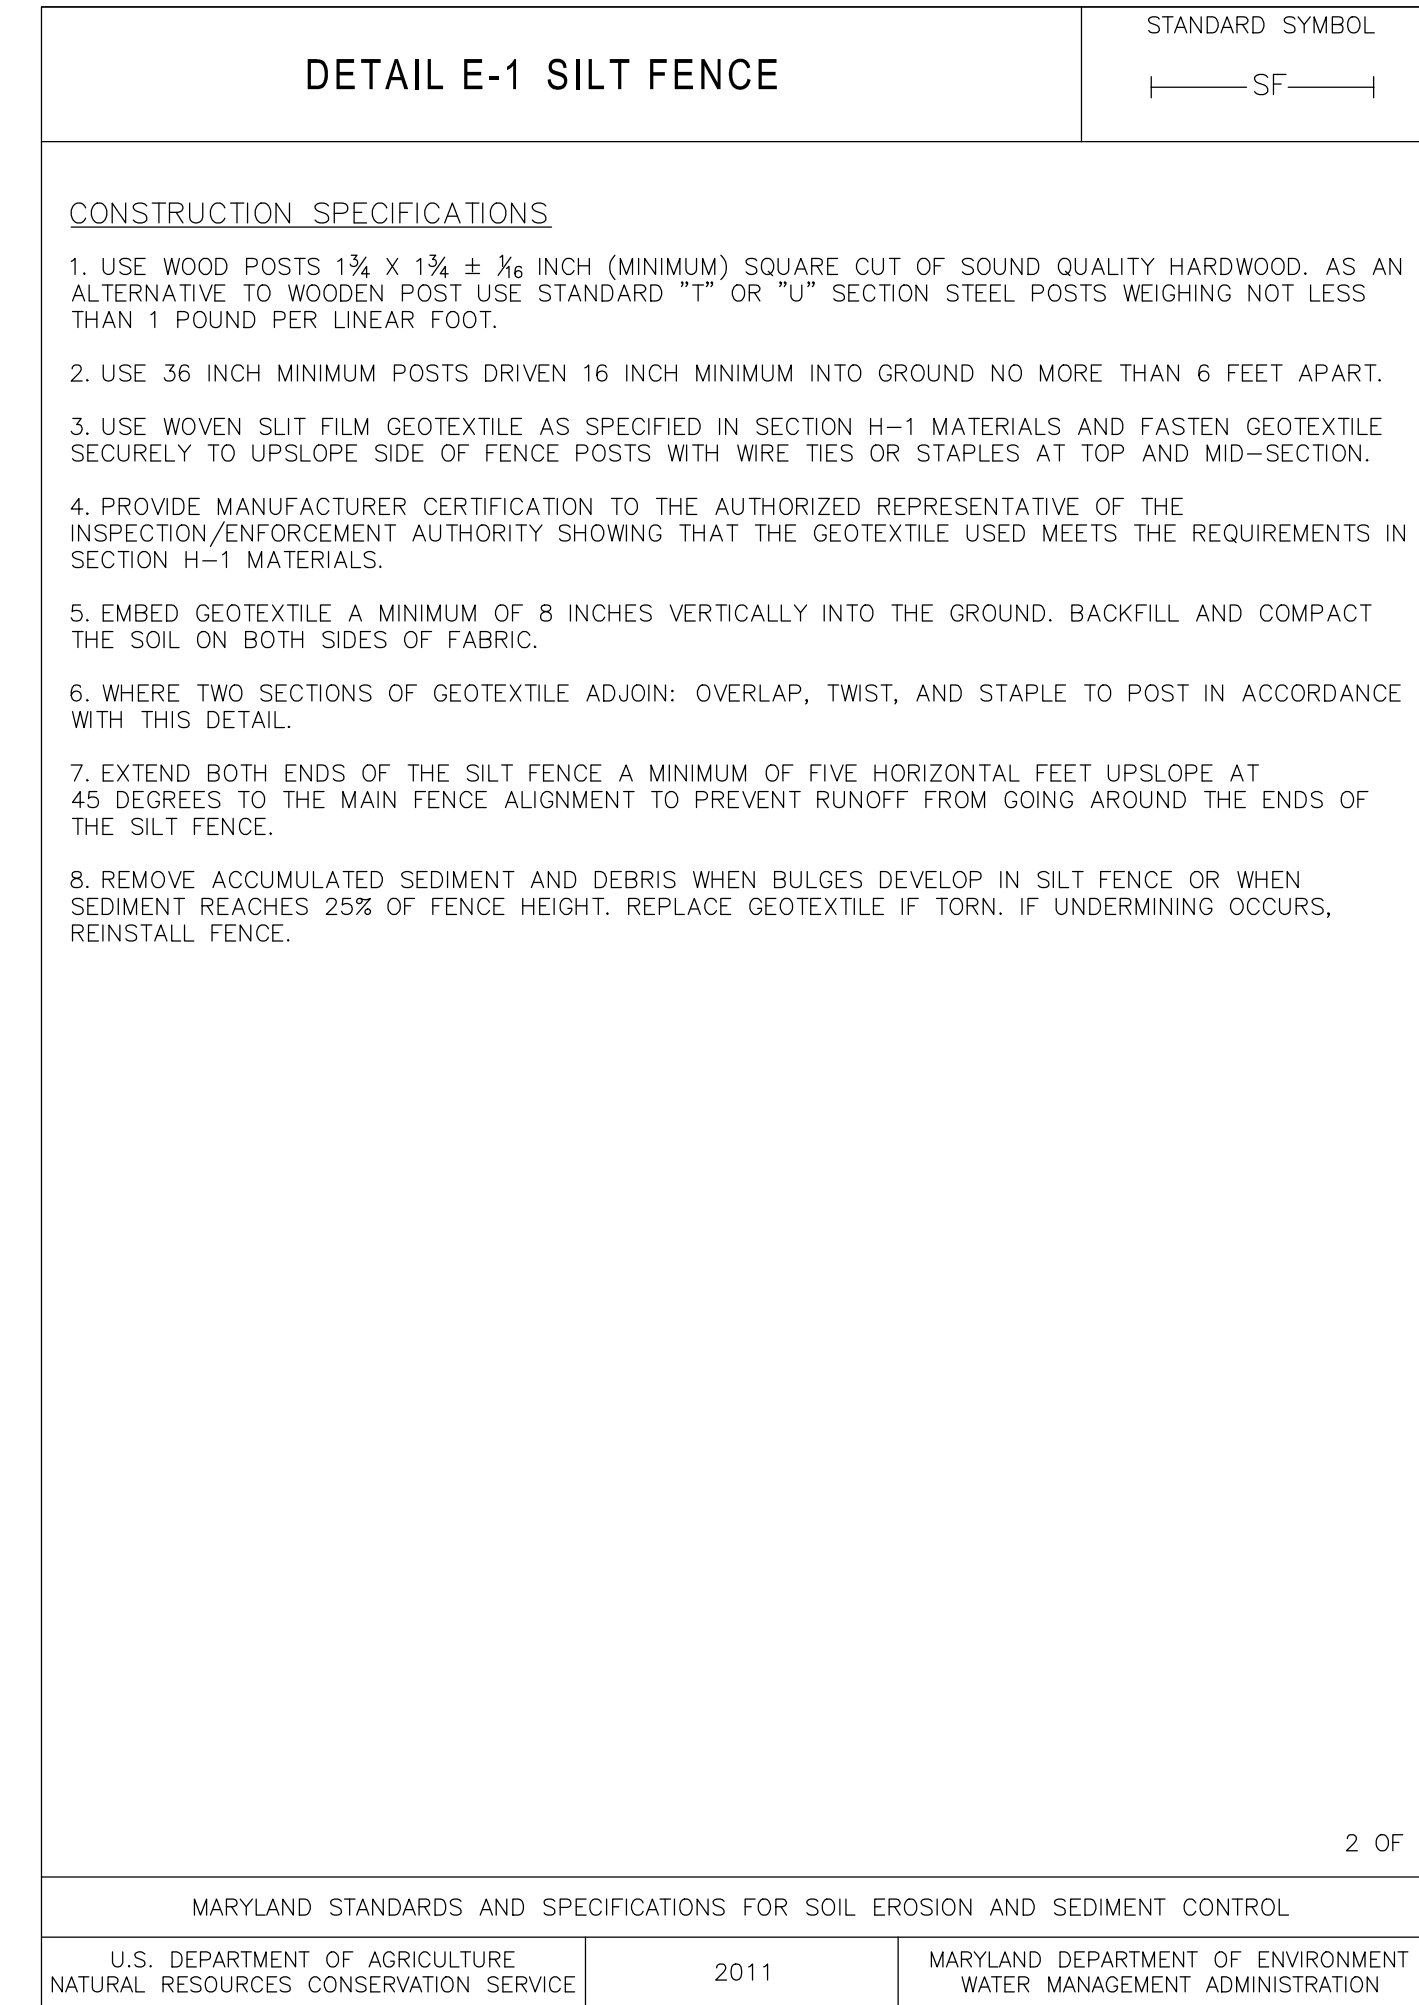 DETAIL E-1 SILT FENCE
STANDARD SYMBOL
SF
CONSTRUCTION SPECIFICATIONS
1. USE WOOD POSTS 1¾ X 1¾ ± 1⁄16 INCH (MINIMUM) SQUARE CUT OF SOUND QUALITY HARDWOOD. AS AN
ALTERNATIVE TO WOODEN POST USE STANDARD "T" OR "U" SECTION STEEL POSTS WEIGHING NOT LESS
THAN 1 POUND PER LINEAR FOOT.
2. USE 36 INCH MINIMUM POSTS DRIVEN 16 INCH MINIMUM INTO GROUND NO MORE THAN 6 FEET APART.
3. USE WOVEN SLIT FILM GEOTEXTILE AS SPECIFIED IN SECTION H-1 MATERIALS AND FASTEN GEOTEXTILE
SECURELY TO UPSLOPE SIDE OF FENCE POSTS WITH WIRE TIES OR STAPLES AT TOP AND MID-SECTION.
4. PROVIDE MANUFACTURER CERTIFICATION TO THE AUTHORIZED REPRESENTATIVE OF THE
INSPECTION/ENFORCEMENT AUTHORITY SHOWING THAT THE GEOTEXTILE USED MEETS THE REQUIREMENTS IN
SECTION H-1 MATERIALS.
5. EMBED GEOTEXTILE A MINIMUM OF 8 INCHES VERTICALLY INTO THE GROUND. BACKFILL AND COMPACT
THE SOIL ON BOTH SIDES OF FABRIC.
6. WHERE TWO SECTIONS OF GEOTEXTILE ADJOIN: OVERLAP, TWIST, AND STAPLE TO POST IN ACCORDANCE
WITH THIS DETAIL.
7. EXTEND BOTH ENDS OF THE SILT FENCE A MINIMUM OF FIVE HORIZONTAL FEET UPSLOPE AT
45 DEGREES TO THE MAIN FENCE ALIGNMENT TO PREVENT RUNOFF FROM GOING AROUND THE ENDS OF
THE SILT FENCE.
8. REMOVE ACCUMULATED SEDIMENT AND DEBRIS WHEN BULGES DEVELOP IN SILT FENCE OR WHEN
SEDIMENT REACHES 25% OF FENCE HEIGHT. REPLACE GEOTEXTILE IF TORN. IF UNDERMINING OCCURS,
REINSTALL FENCE.
2 OF
MARYLAND STANDARDS AND SPECIFICATIONS FOR SOIL EROSION AND SEDIMENT CONTROL
U.S. DEPARTMENT OF AGRICULTURE
NATURAL RESOURCES CONSERVATION SERVICE
2011
MARYLAND DEPARTMENT OF ENVIRONMENT
WATER MANAGEMENT ADMINISTRATION